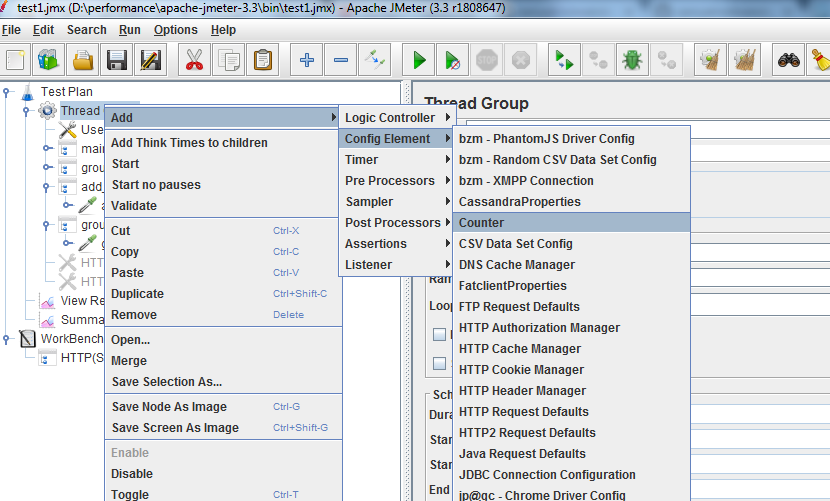 test1.jmx (D:\performance\apache-jmeter-3.3\bin\test1.jmx) - Apache JMeter (3.3 r1808647)
File Edit Search Run Options Help
STOP
Test Plan
Thread
Use
main
grou
add_
a
grou
g
HTT
HTT
View Re
Summa
WorkBench
HTTP(S
Thread Group
Add
Add Think Times to children
Start
Start no pauses
Validate
Cut Ctrl-X
Copy Ctrl-C
Paste Ctrl-V
Duplicate Ctrl+Shift-C
Remove Delete
Open...
Merge
Save Selection As...
Save Node As Image Ctrl-G
Save Screen As Image Ctrl+Shift-G
Enable
Disable
Toggle Ctrl-T
Logic Controller
Config Element
Timer
Pre Processors
Sampler
Post Processors
Assertions
Listener
bzm - PhantomJS Driver Config
bzm - Random CSV Data Set Config
bzm - XMPP Connection
CassandraProperties
Counter
CSV Data Set Config
DNS Cache Manager
FatclientProperties
FTP Request Defaults
HTTP Authorization Manager
HTTP Cache Manager
HTTP Cookie Manager
HTTP Header Manager
HTTP Request Defaults
HTTP2 Request Defaults
Java Request Defaults
JDBC Connection Configuration
jp@gc - Chrome Driver Config
Ram
Loop
Sch
Dura
Star
Star
End